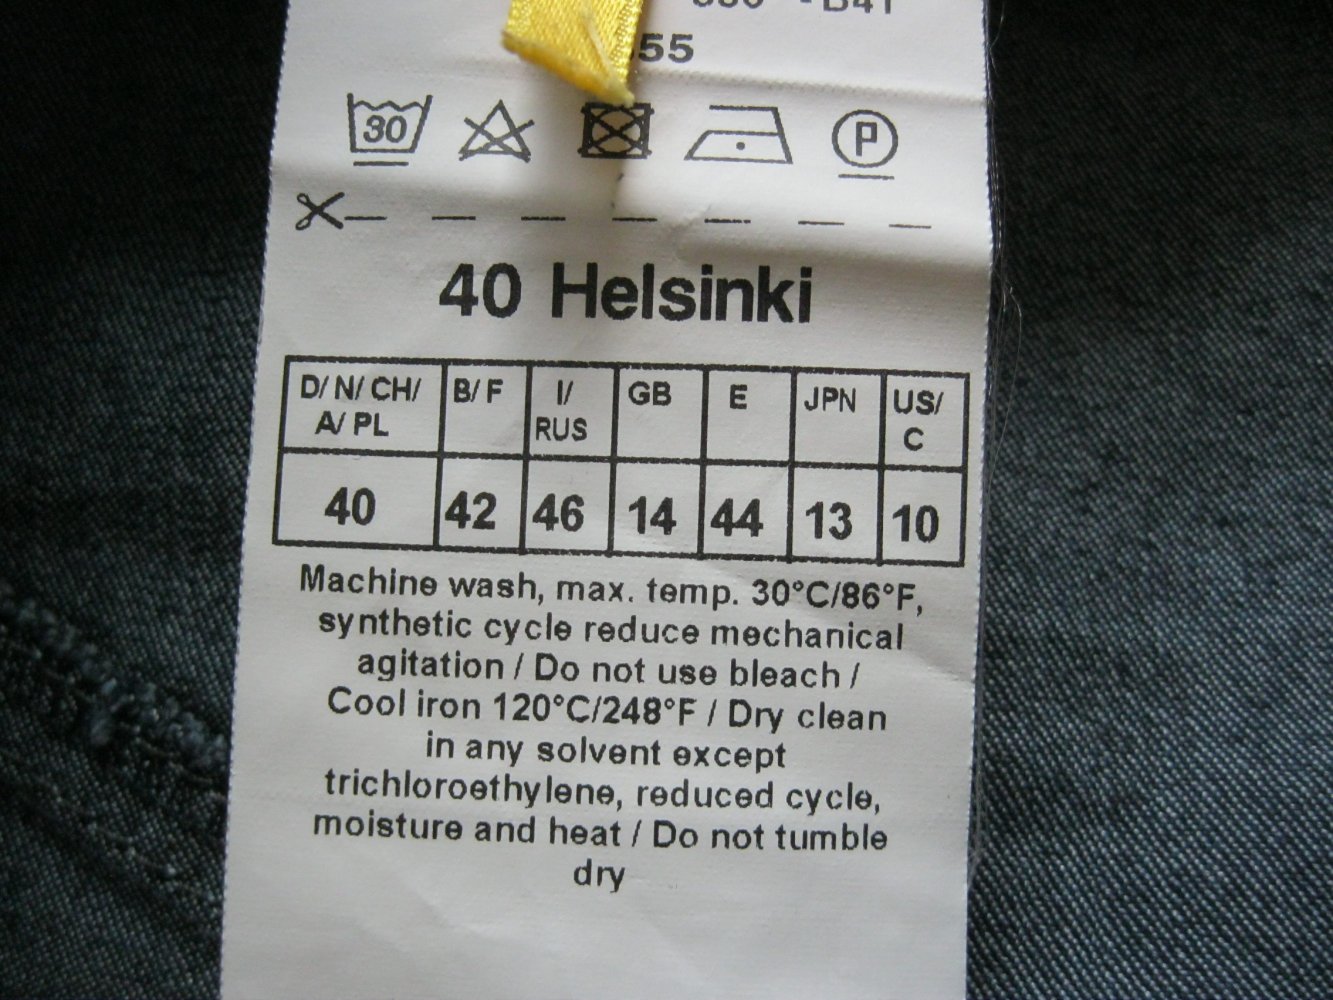 55
30 P
40 Helsinki
D/ N/ CH/ A/ PL B/ F I/ RUS GB E JPN US/ C
40 42 46 14 44 13 10
Machine wash, max. temp. 30°C/86°F,
synthetic cycle reduce mechanical
agitation / Do not use bleach /
Cool iron 120°C/248°F / Dry clean
in any solvent except
trichloroethylene, reduced cycle,
moisture and heat / Do not tumble
dry